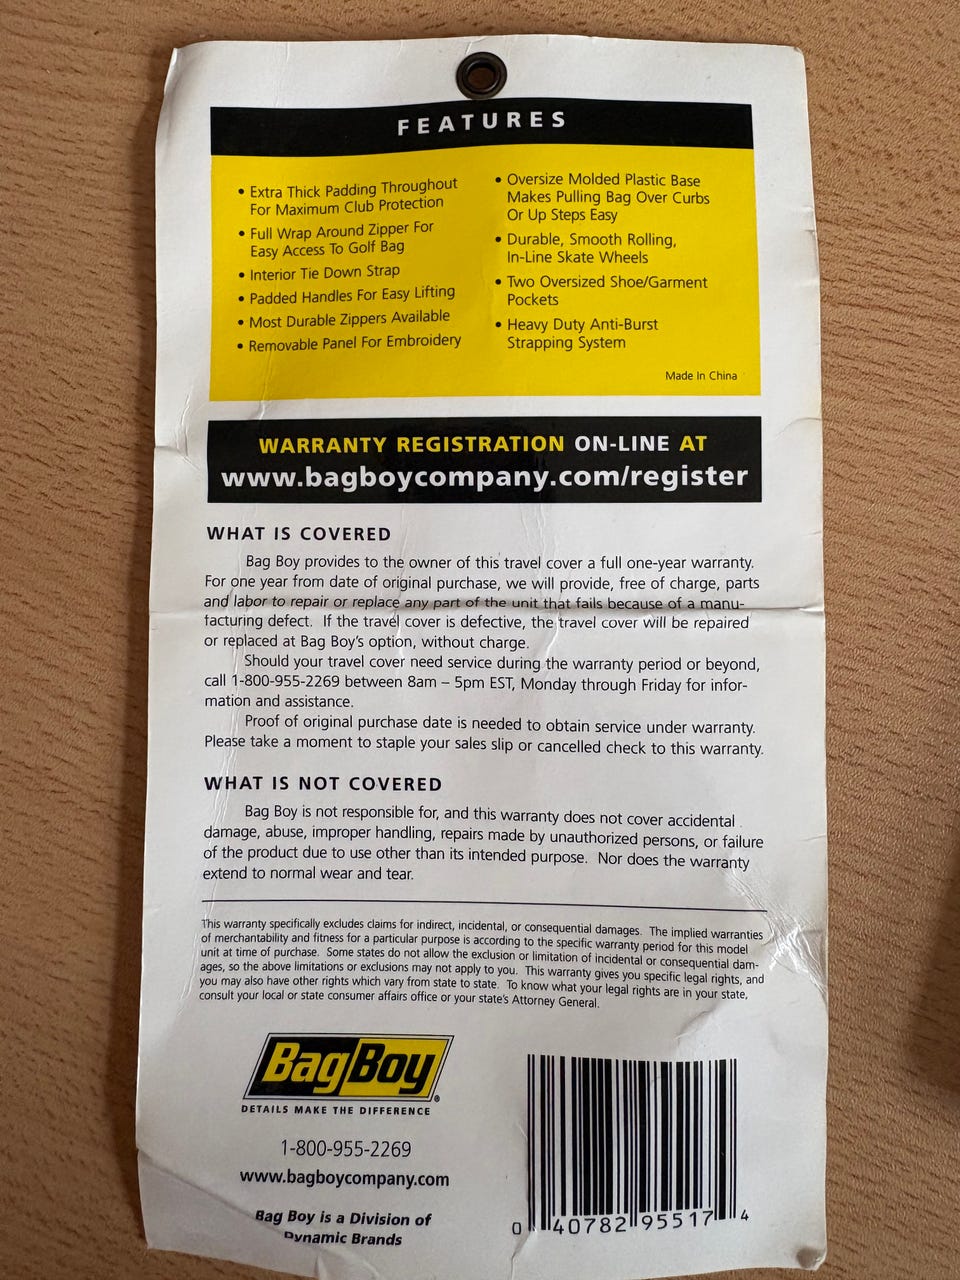 FEATURES
• Extra Thick Padding Throughout
For Maximum Club Protection
• Full Wrap Around Zipper For
Easy Access To Golf Bag
• Interior Tie Down Strap
• Padded Handles For Easy Lifting
• Most Durable Zippers Available
• Removable Panel For Embroidery
• Oversize Molded Plastic Base
Makes Pulling Bag Over Curbs
Or Up Steps Easy
• Durable, Smooth Rolling,
In-Line Skate Wheels
• Two Oversized Shoe/Garment
Pockets
• Heavy Duty Anti-Burst
Strapping System
Made In China
WARRANTY REGISTRATION ON-LINE AT
www.bagboycompany.com/register
WHAT IS COVERED
Bag Boy provides to the owner of this travel cover a full one-year warranty.
For one year from date of original purchase, we will provide, free of charge, parts
and labor to repair or replace any part of the unit that fails because of a manu-
facturing defect. If the travel cover is defective, the travel cover will be repaired
or replaced at Bag Boy's option, without charge.
Should your travel cover need service during the warranty period or beyond,
call 1-800-955-2269 between 8am – 5pm EST, Monday through Friday for infor-
mation and assistance.
Proof of original purchase date is needed to obtain service under warranty.
Please take a moment to staple your sales slip or cancelled check to this warranty.
WHAT IS NOT COVERED
Bag Boy is not responsible for, and this warranty does not cover accidental
damage, abuse, improper handling, repairs made by unauthorized persons, or failure
of the product due to use other than its intended purpose. Nor does the warranty
extend to normal wear and tear.
This warranty specifically excludes claims for indirect, incidental, or consequential damages. The implied warranties
of merchantability and fitness for a particular purpose is according to the specific warranty period for this model
unit at time of purchase. Some states do not allow the exclusion or limitation of incidental or consequential dam-
ages, so the above limitations or exclusions may not apply to you. This warranty gives you specific legal rights, and
you may also have other rights which vary from state to state. To know what your legal rights are in your state,
consult your local or state consumer affairs office or your state's Attorney General.
BagBoy®
DETAILS MAKE THE DIFFERENCE
1-800-955-2269
www.bagboycompany.com
Bag Boy is a Division of
Dynamic Brands
0 40782 95517 4